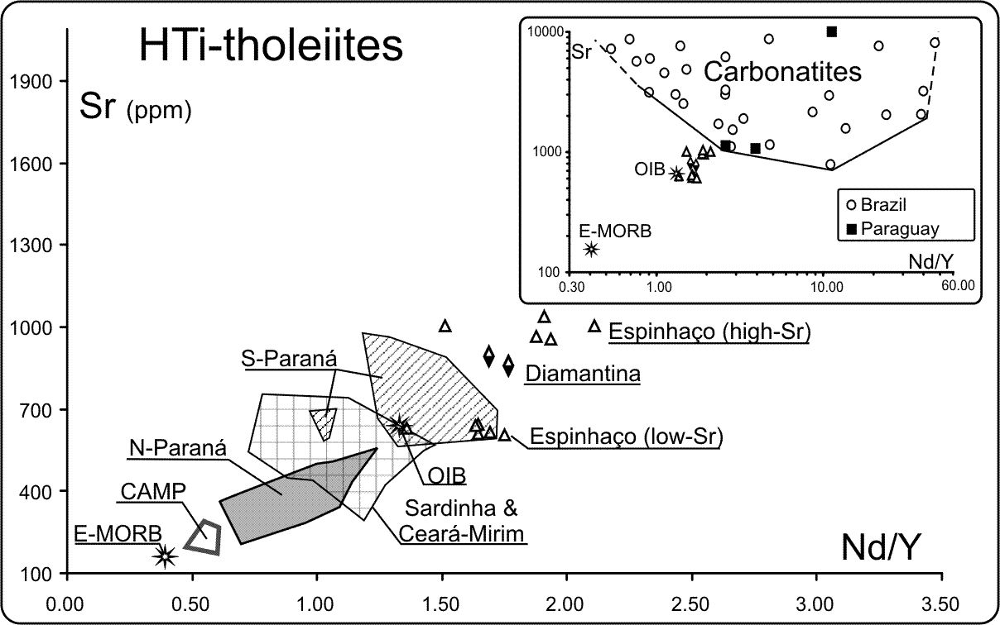 HTi-tholeiites
Sr (ppm)
1900
1600
1300
1000
700
400
100
0.00
0.50
1.00
1.50
2.00
2.50
3.00
3.50
Nd/Y
S-Paraná
N-Paraná
CAMP
E-MORB
OIB
Sardinha &
Ceará-Mirim
Espinhaço (high-Sr)
Diamantina
Espinhaço (low-Sr)
10000
Sr
Carbonatites
1000
OIB
E-MORB
Brazil
Paraguay
Nd/Y
100
0.30
1.00
10.00
60.00